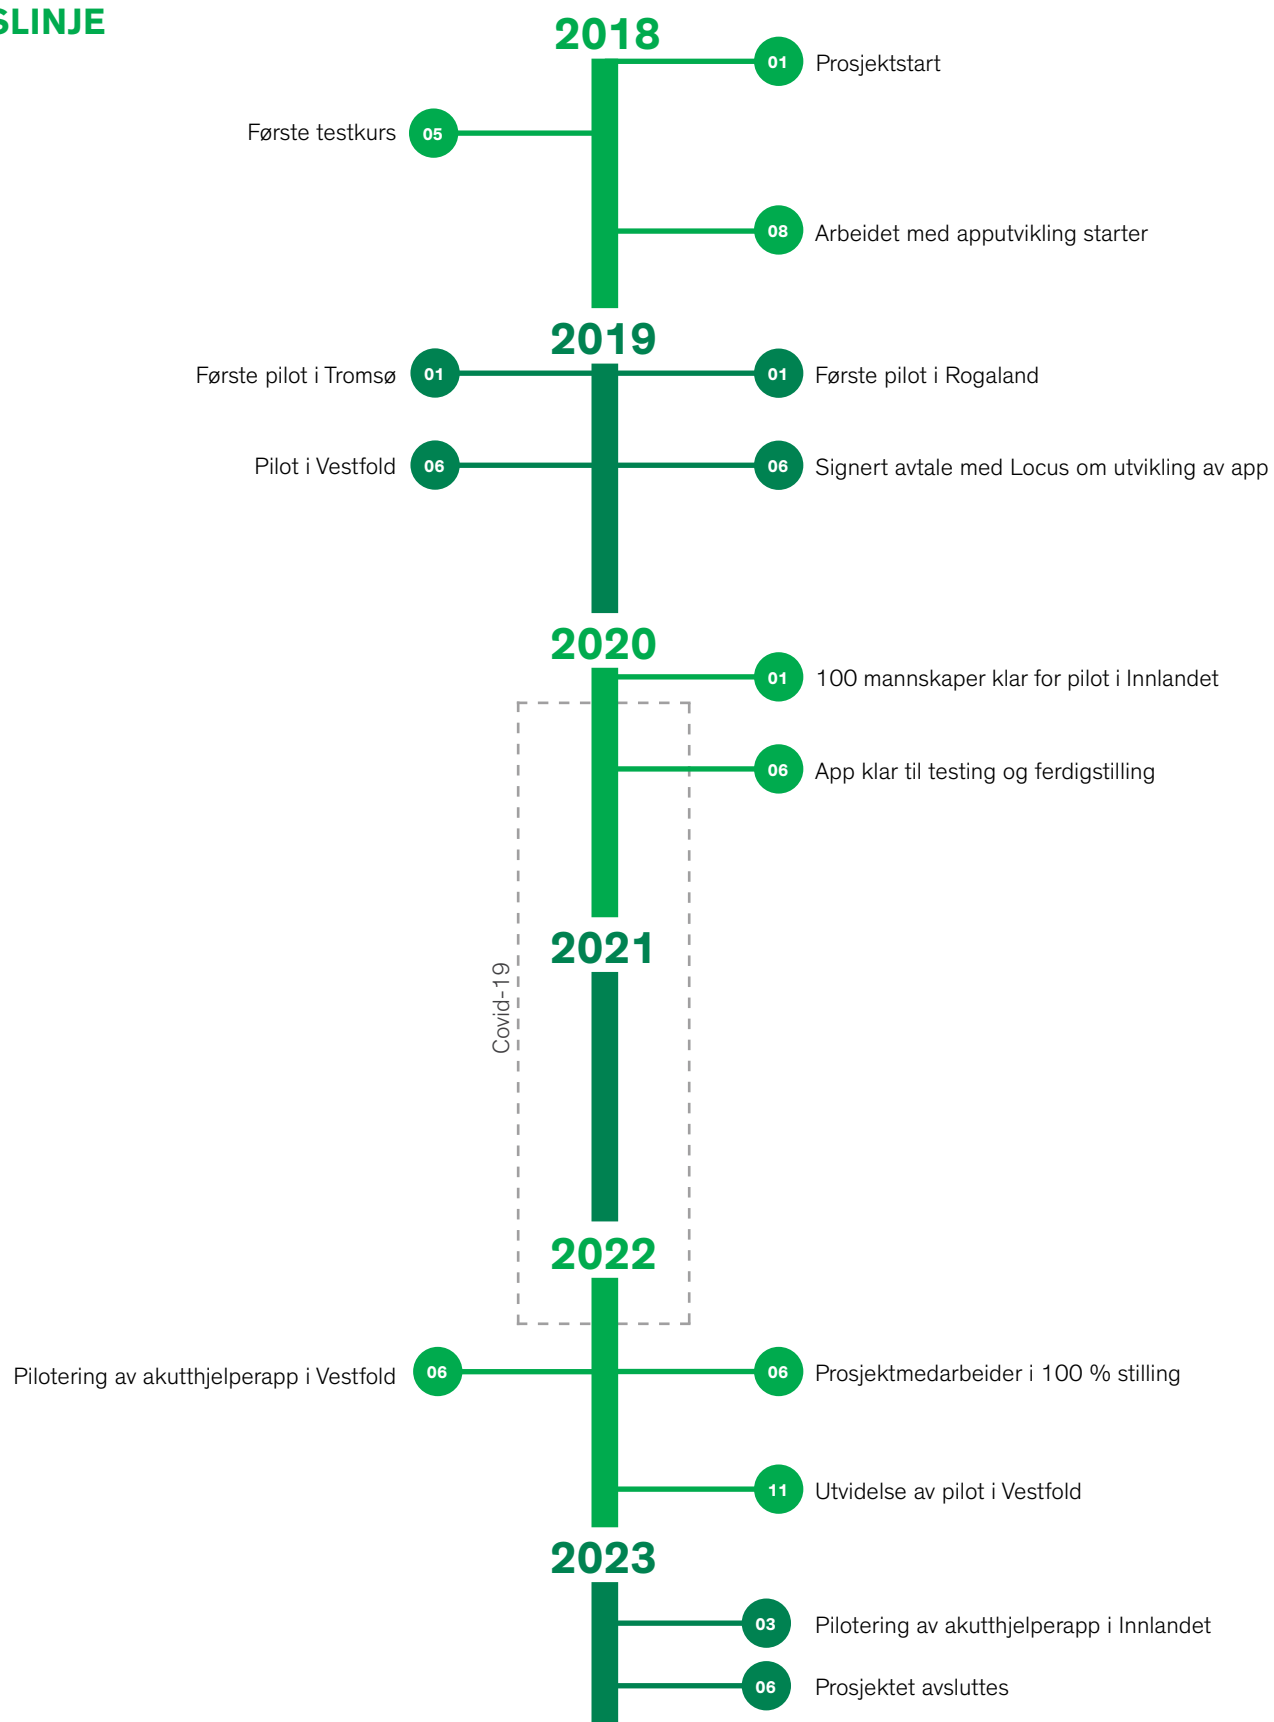 SLINJE
2018
01 Prosjektstart
Første testkurs 05
08 Arbeidet med apputvikling starter
2019
Første pilot i Tromsø 01
01 Første pilot i Rogaland
Pilot i Vestfold 06
06 Signert avtale med Locus om utvikling av app
2020
01 100 mannskaper klar for pilot i Innlandet
06 App klar til testing og ferdigstilling
2021
Covid-19
2022
Pilotering av akutthjelperapp i Vestfold 06
06 Prosjektmedarbeider i 100 % stilling
11 Utvidelse av pilot i Vestfold
2023
03 Pilotering av akutthjelperapp i Innlandet
06 Prosjektet avsluttes